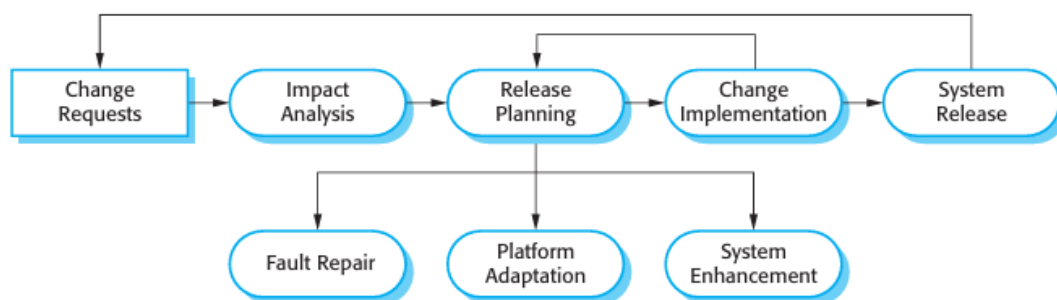 Change
Requests
Impact
Analysis
Release
Planning
Change
Implementation
System
Release
Fault Repair
Platform
Adaptation
System
Enhancement